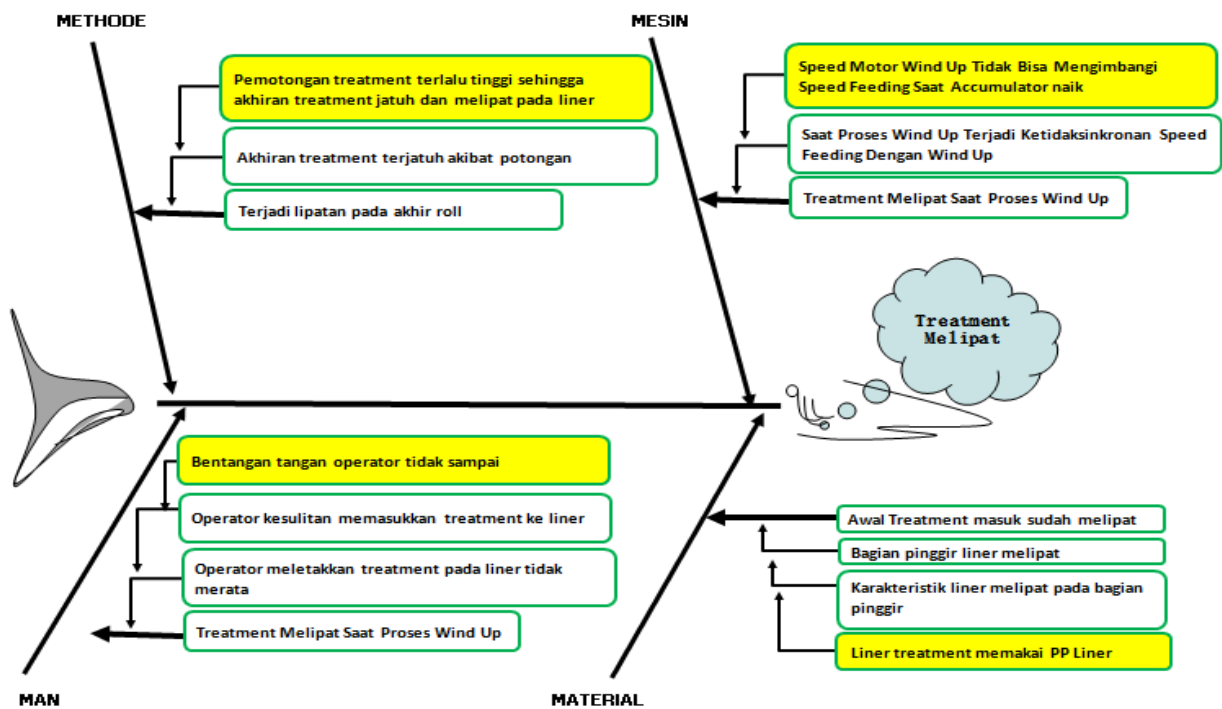 METHODE
Pemotongan treatment terlalu tinggi sehingga
akhiran treatment jatuh dan melipat pada liner
Akhiran treatment terjatuh akibat potongan
Terjadi lipatan pada akhir roll
MESIN
Speed Motor Wind Up Tidak Bisa Mengimbangi
Speed Feeding Saat Accumulator naik
Saat Proses Wind Up Terjadi Ketidaksinkronan Speed
Feeding Dengan Wind Up
Treatment Melipat Saat Proses Wind Up
Treatment
Melipat
Bentangan tangan operator tidak sampai
Operator kesulitan memasukkan treatment ke liner
Operator meletakkan treatment pada liner tidak
merata
Treatment Melipat Saat Proses Wind Up
MAN
Awal Treatment masuk sudah melipat
Bagian pinggir liner melipat
Karakteristik liner melipat pada bagian
pinggir
Liner treatment memakai PP Liner
MATERIAL